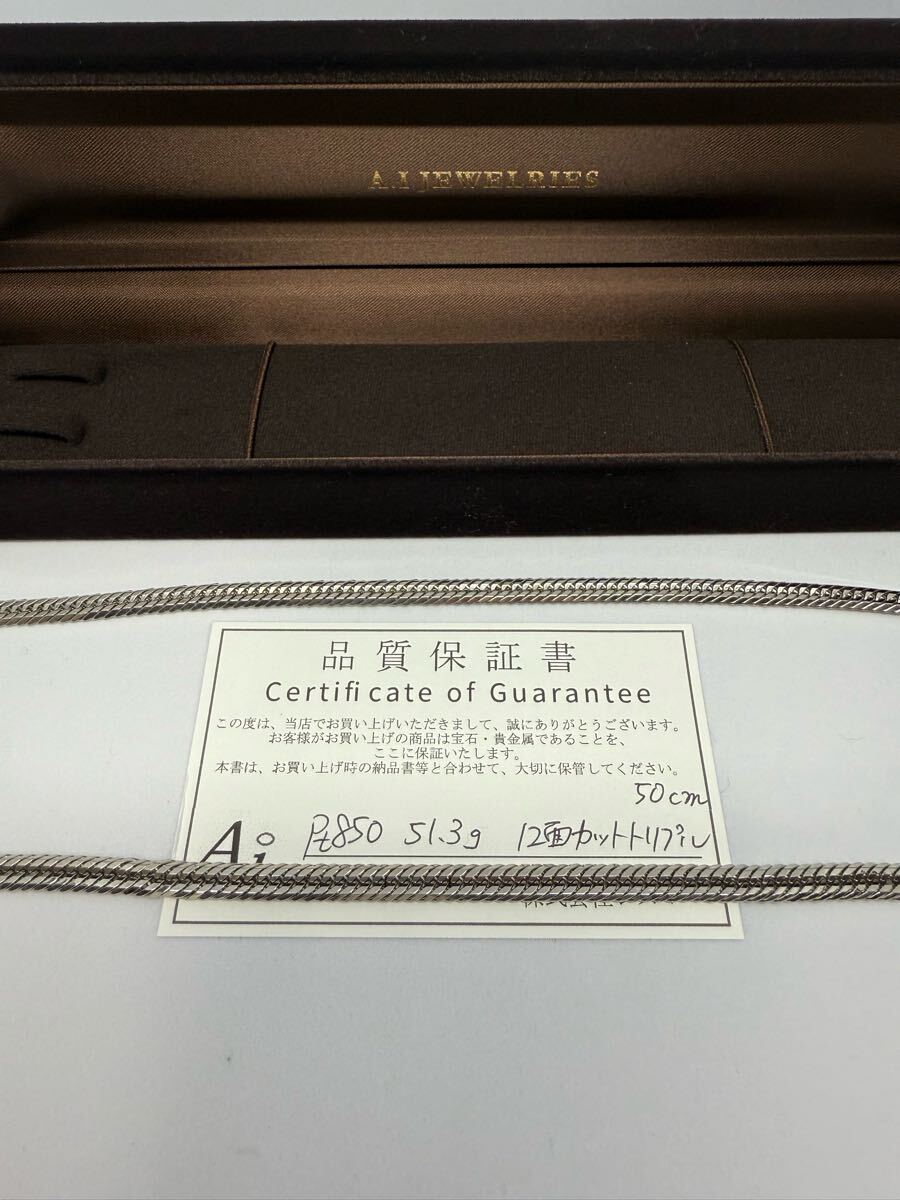 A.I JEWELRIES
品質保証書
Certificate of Guarantee
この度は、当店でお買い上げいただきまして、誠にありがとうございます。
お客様がお買い上げの商品は宝石・貴金属であることを、
ここに保証いたします。
本書は、お買い上げ時の納品書等と合わせて、大切に保管してください。
50cm
Ai Pt850 51.3g 12面カットトリプル
株式会社